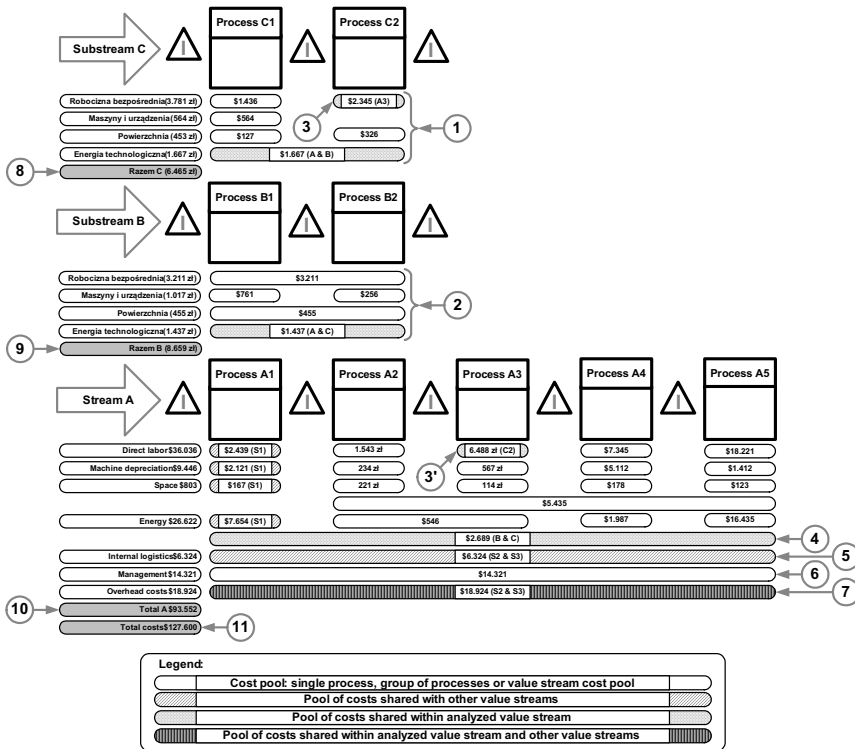 Substream C
Process C1
Process C2
Robocizna bezpośrednia(3.781 zł)
$1.436
$2.345 (A3)
Maszyny i urządzenia (564 zł)
$564
3
1
Powierzchnia (453 zł)
$127
$326
Energia technologiczna(1.667 zł)
$1.667 (A & B)
8
Razem C (6.465 zł)
Substream B
Process B1
Process B2
Robocizna bezpośrednia(3.211 zł)
$3.211
Maszyny i urządzenia (1.017 zł)
$761
$256
2
Powierzchnia (455 zł)
$455
Energia technologiczna(1.437 zł)
$1.437 (A & C)
9
Razem B (8.659 zł)
Stream A
Process A1
Process A2
Process A3
Process A4
Process A5
Direct labor$36.036
$2.439 (S1)
1.543 zł
6.488 zł (C2)
$7.345
$18.221
Machine depreciation$9.446
$2.121 (S1)
234 zł
567 zł
$5.112
$1.412
3'
Space $803
$167 (S1)
221 zł
114 zł
$178
$123
$5.435
Energy$26.622
$7.654 (S1)
$546
$1.987
$16.435
$2.689 (B & C)
4
Internal logistics$6.324
$6.324 (S2 & S3)
5
Management$14.321
$14.321
6
Overhead costs$18.924
$18.924 (S2 & S3)
7
10
Total A$93.552
Total costs$127.600
11
Legend:
Cost pool: single process, group of processes or value stream cost pool
Pool of costs shared with other value streams
Pool of costs shared within analyzed value stream
Pool of costs shared within analyzed value stream and other value streams